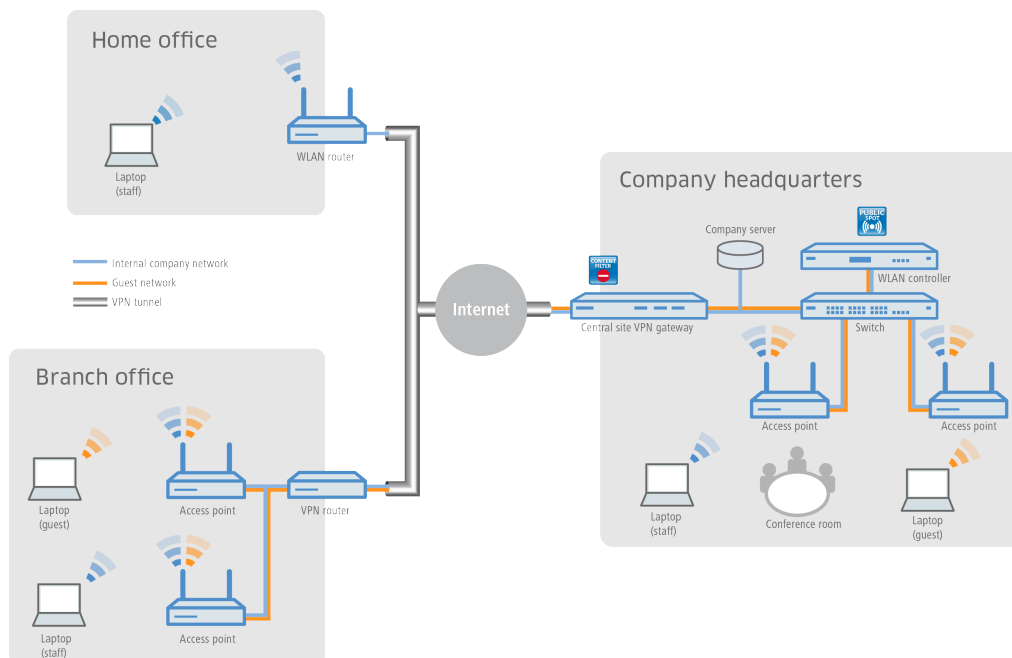 Home office
WLAN router
Laptop
(staff)
Internal company network
Guest network
VPN tunnel
Internet
Company headquarters
PUBLIC
SPOT
Company server
CONTENT
FILTER
WLAN controller
Central site VPN gateway
Switch
Access point
Access point
Laptop
(staff)
Conference room
Laptop
(guest)
Branch office
Laptop
(guest)
Access point
VPN router
Laptop
(staff)
Access point